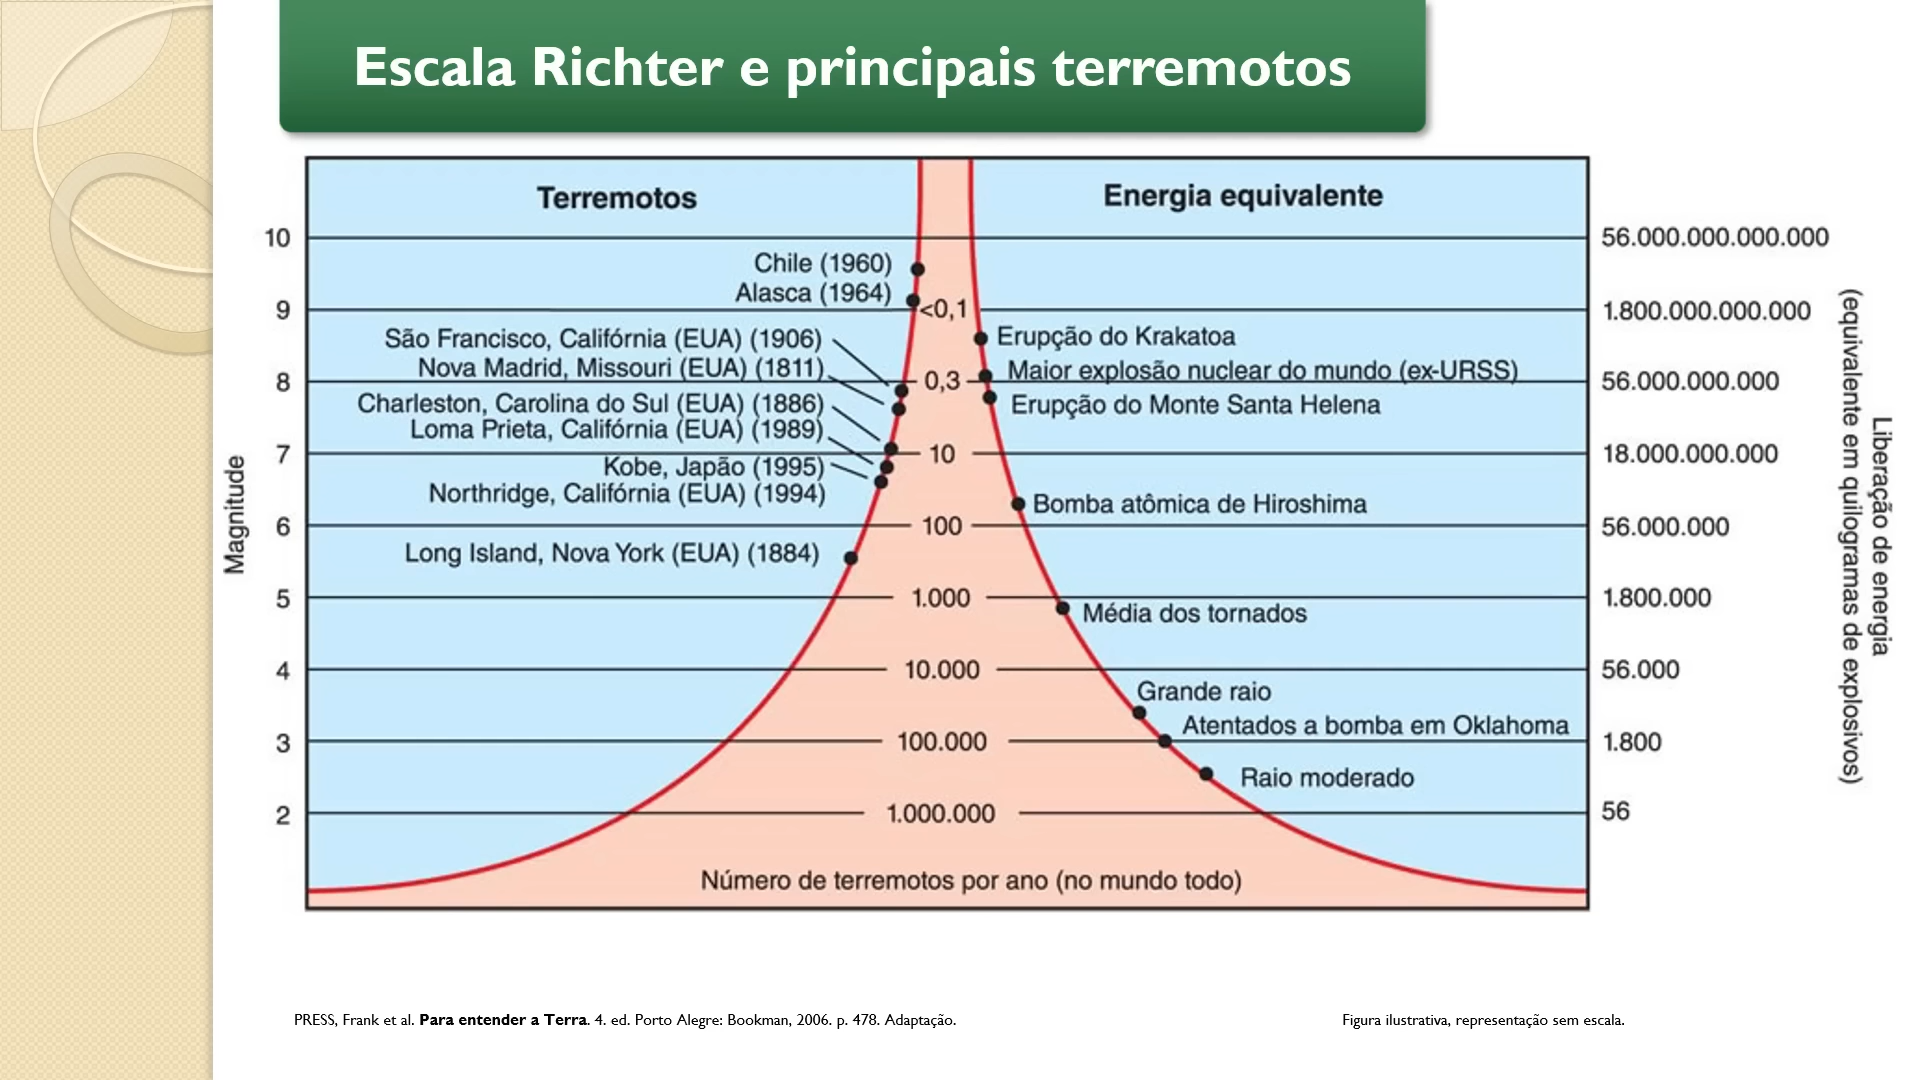 Escala Richter e principais terremotos
Terremotos
Energia equivalente
10
56.000.000.000.000
Chile (1960)
Alasca (1964)
9
<0,1
1.800.000.000.000
São Francisco, Califórnia (EUA) (1906)
Erupção do Krakatoa
Nova Madrid, Missouri (EUA) (1811)
Maior explosão nuclear do mundo (ex-URSS)
8
0,3
56.000.000.000
Charleston, Carolina do Sul (EUA) (1886)
Erupção do Monte Santa Helena
Loma Prieta, Califórnia (EUA) (1989)
7
10
18.000.000.000
Kobe, Japão (1995)
Northridge, Califórnia (EUA) (1994)
Bomba atômica de Hiroshima
6
100
56.000.000
Long Island, Nova York (EUA) (1884)
5
1.000
1.800.000
Média dos tornados
4
10.000
56.000
Grande raio
Atentados a bomba em Oklahoma
3
100.000
1.800
Raio moderado
2
1.000.000
56
Número de terremotos por ano (no mundo todo)
Magnitude
Liberação de energia
(equivalente em quilogramas de explosivos)
PRESS, Frank et al. Para entender a Terra. 4. ed. Porto Alegre: Bookman, 2006. p. 478. Adaptação.
Figura ilustrativa, representação sem escala.